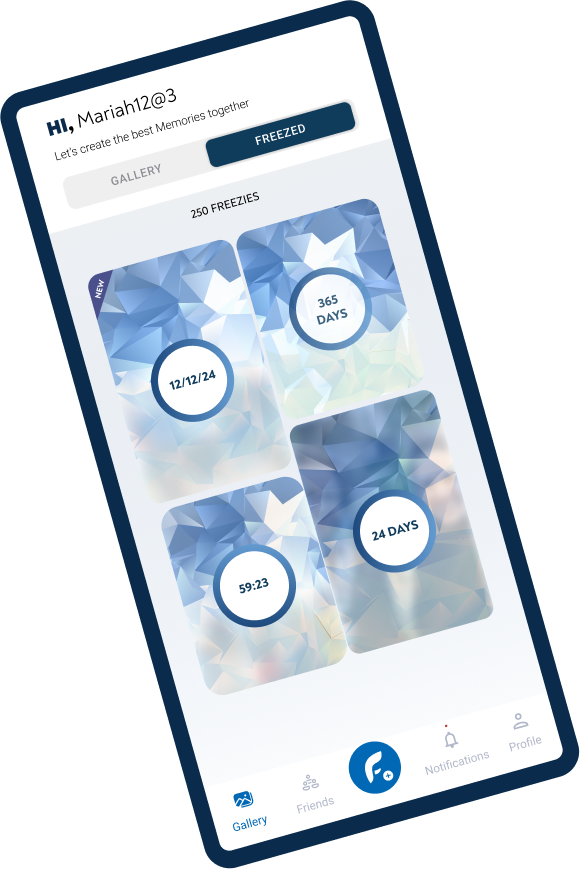 HI, Mariah12@3
Let's create the best Memories together
GALLERY
FREEZED
250 FREEZIES
NEW
12/12/24
365
DAYS
59:23
24 DAYS
Gallery
Friends
Notifications
Profile